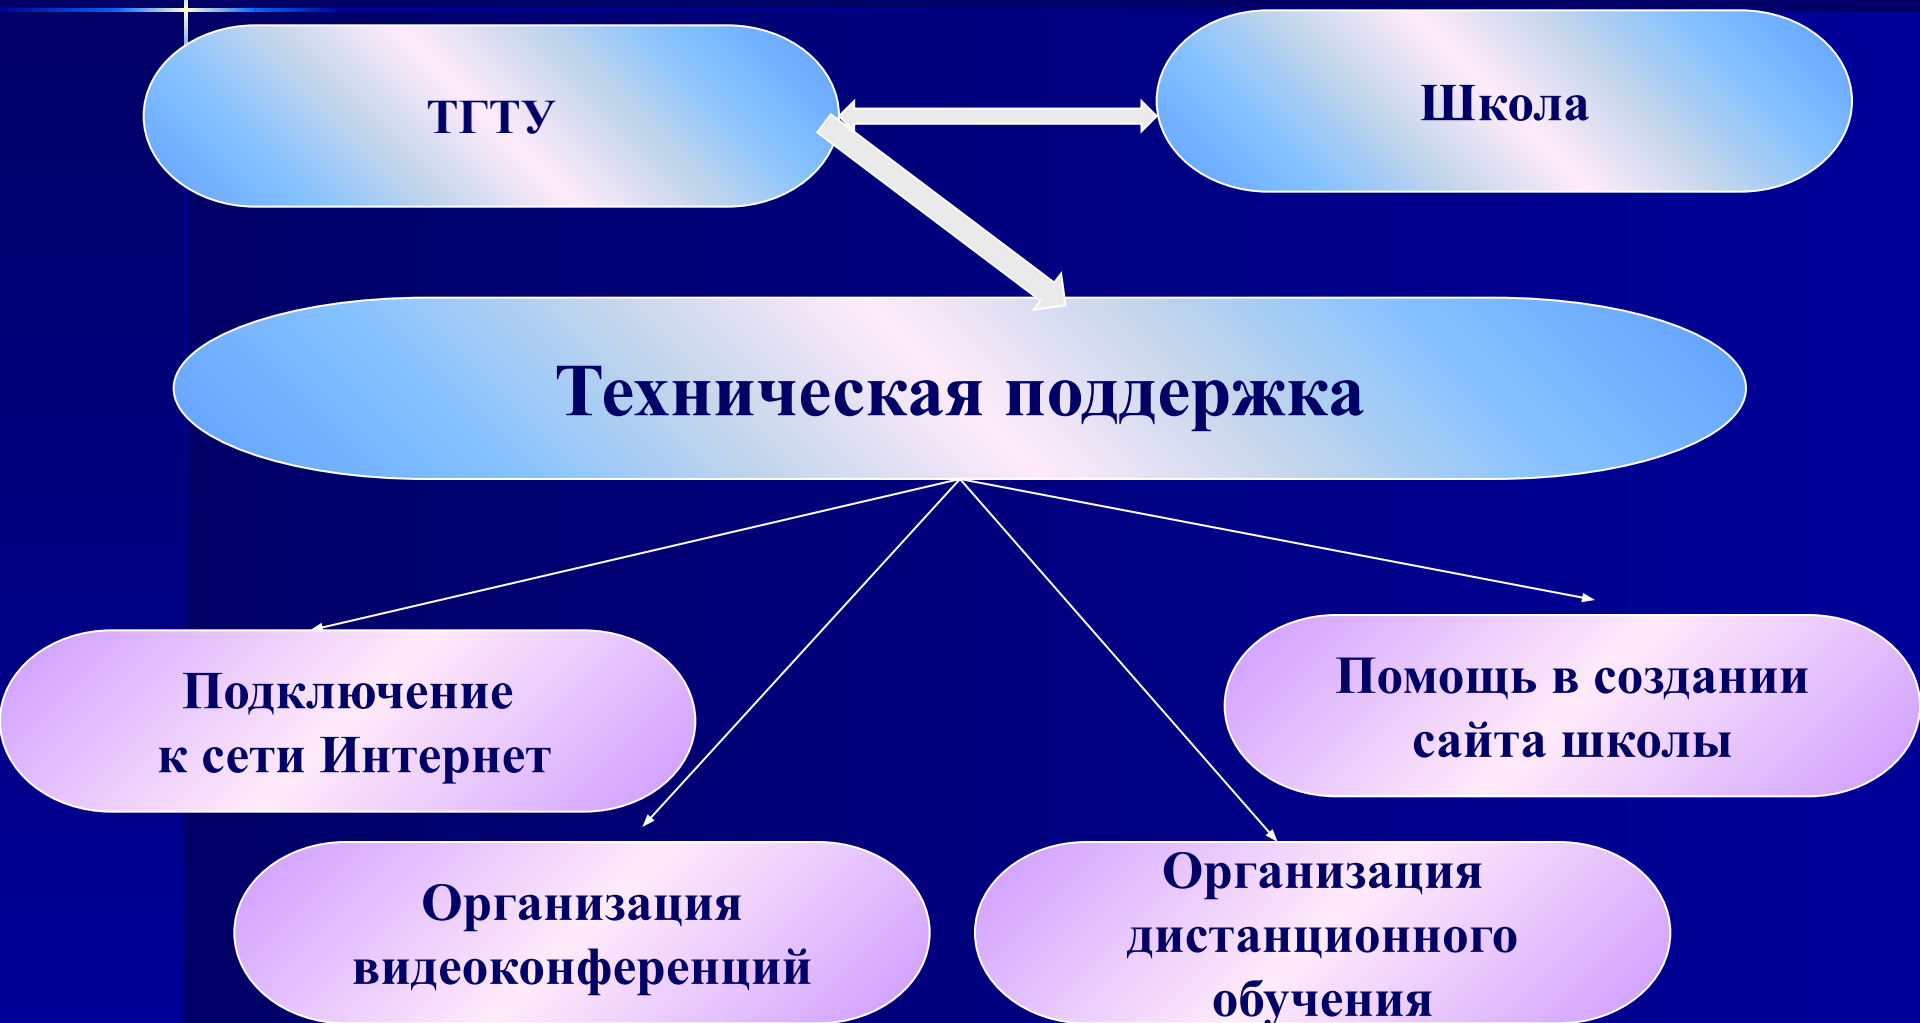 ТГТУ
Школа
Техническая поддержка
Подключение
к сети Интернет
Помощь в создании
сайта школы
Организация
видеоконференций
Организация
дистанционного
обучения